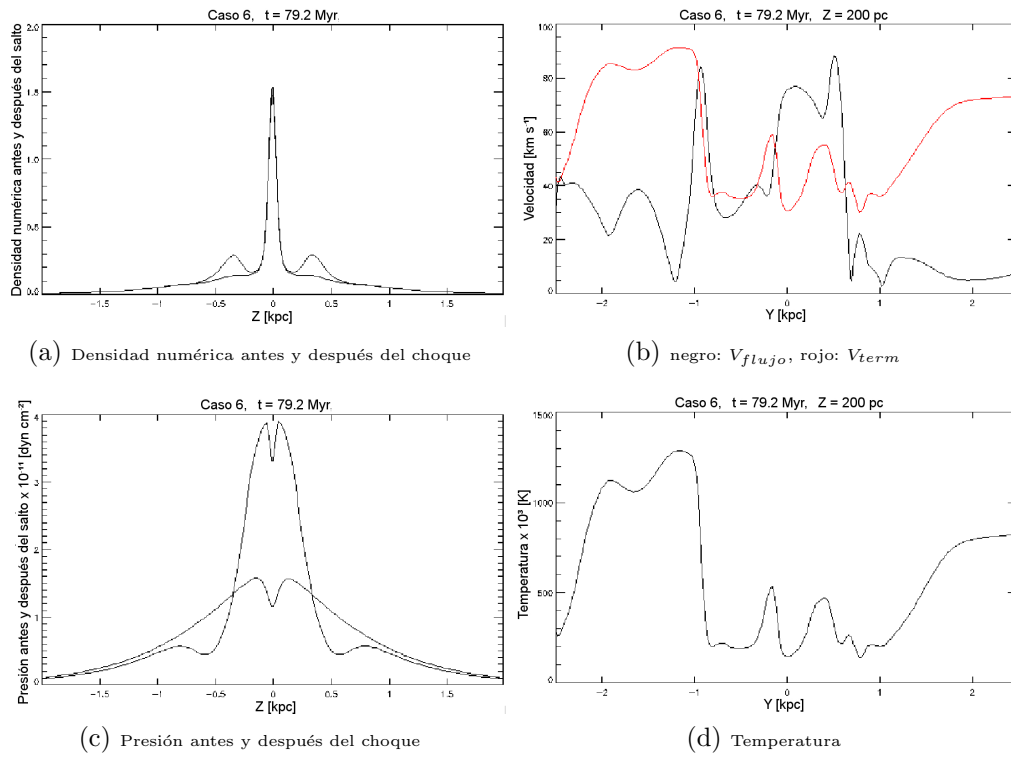 Caso 6, t = 79.2 Myr.
Densidad numérica antes y después del salto
2.0
1.5
1.0
0.5
0.0
−1.5
−1
−0.5
0
0.5
1
1.5
Z [kpc]
(a) Densidad numérica antes y después del choque
Caso 6, t = 79.2 Myr, Z = 200 pc
Velocidad [km s⁻¹]
100
80
60
40
20
0
−2
−1
0
1
2
Y [kpc]
(b) negro: V_{flujo}, rojo: V_{term}
Caso 6, t = 79.2 Myr.
Presión antes y después del salto x 10⁻¹¹ [dyn cm²]
4
3
2
1
0
−1.5
−1
−0.5
0
0.5
1
1.5
Z [kpc]
(c) Presión antes y después del choque
Caso 6, t = 79.2 Myr, Z = 200 pc
Temperatura x 10³ [K]
1500
1000
500
0
−2
−1
0
1
2
Y [kpc]
(d) Temperatura